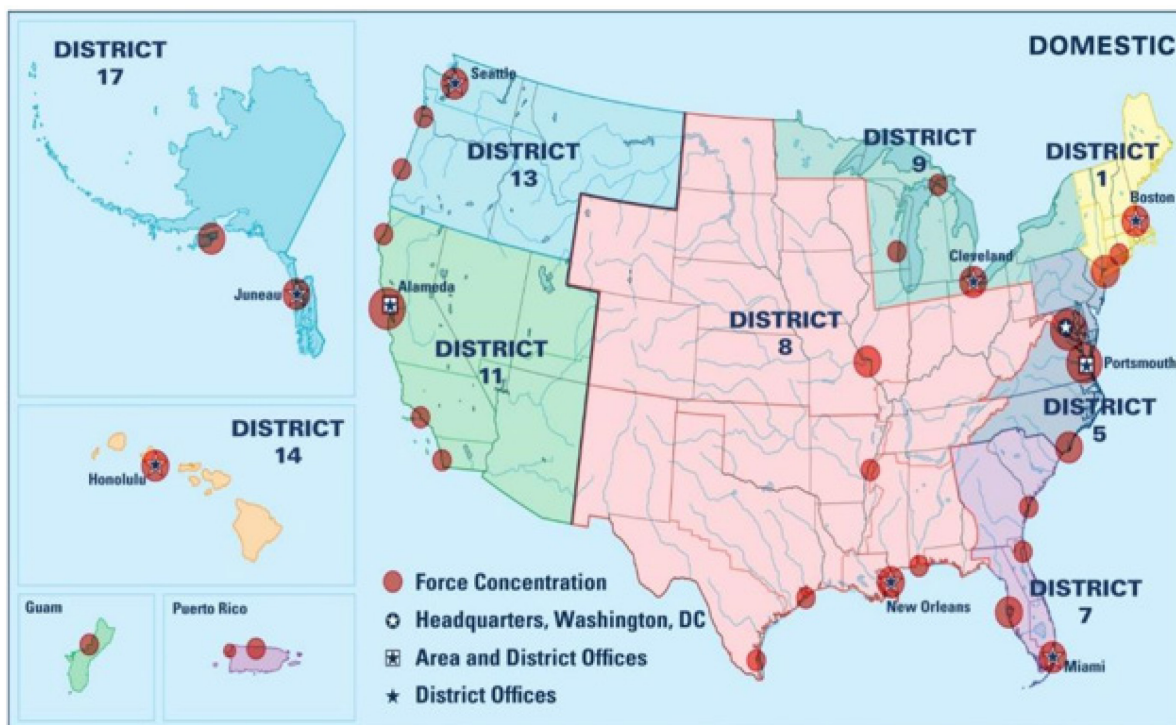 DISTRICT
17
Juneau
DISTRICT
14
Honolulu
Guam
Puerto Rico
DOMESTIC
Seattle
DISTRICT
13
DISTRICT
9
DISTRICT
1
Boston
Cleveland
Alameda
DISTRICT
11
DISTRICT
8
Portsmouth
DISTRICT
5
New Orleans
DISTRICT
7
Miami
Force Concentration
Headquarters, Washington, DC
Area and District Offices
District Offices